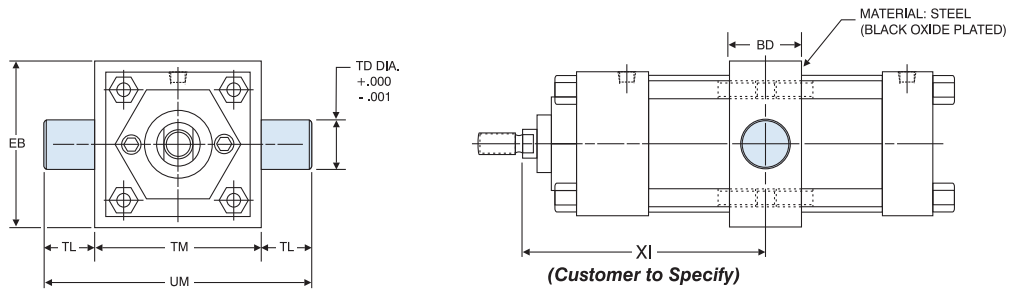 TD DIA.
+.000
- .001
EB
TL
TM
TL
UM
MATERIAL: STEEL
(BLACK OXIDE PLATED)
BD
XI
(Customer to Specify)